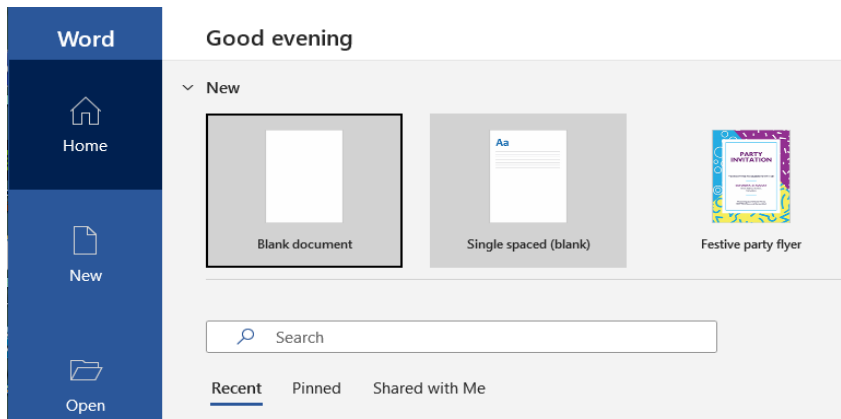 Word
Good evening
Home
New
Open
New
Aa
Blank document
Single spaced (blank)
PARTY
INVITATION
Festive party flyer
Search
Recent Pinned Shared with Me